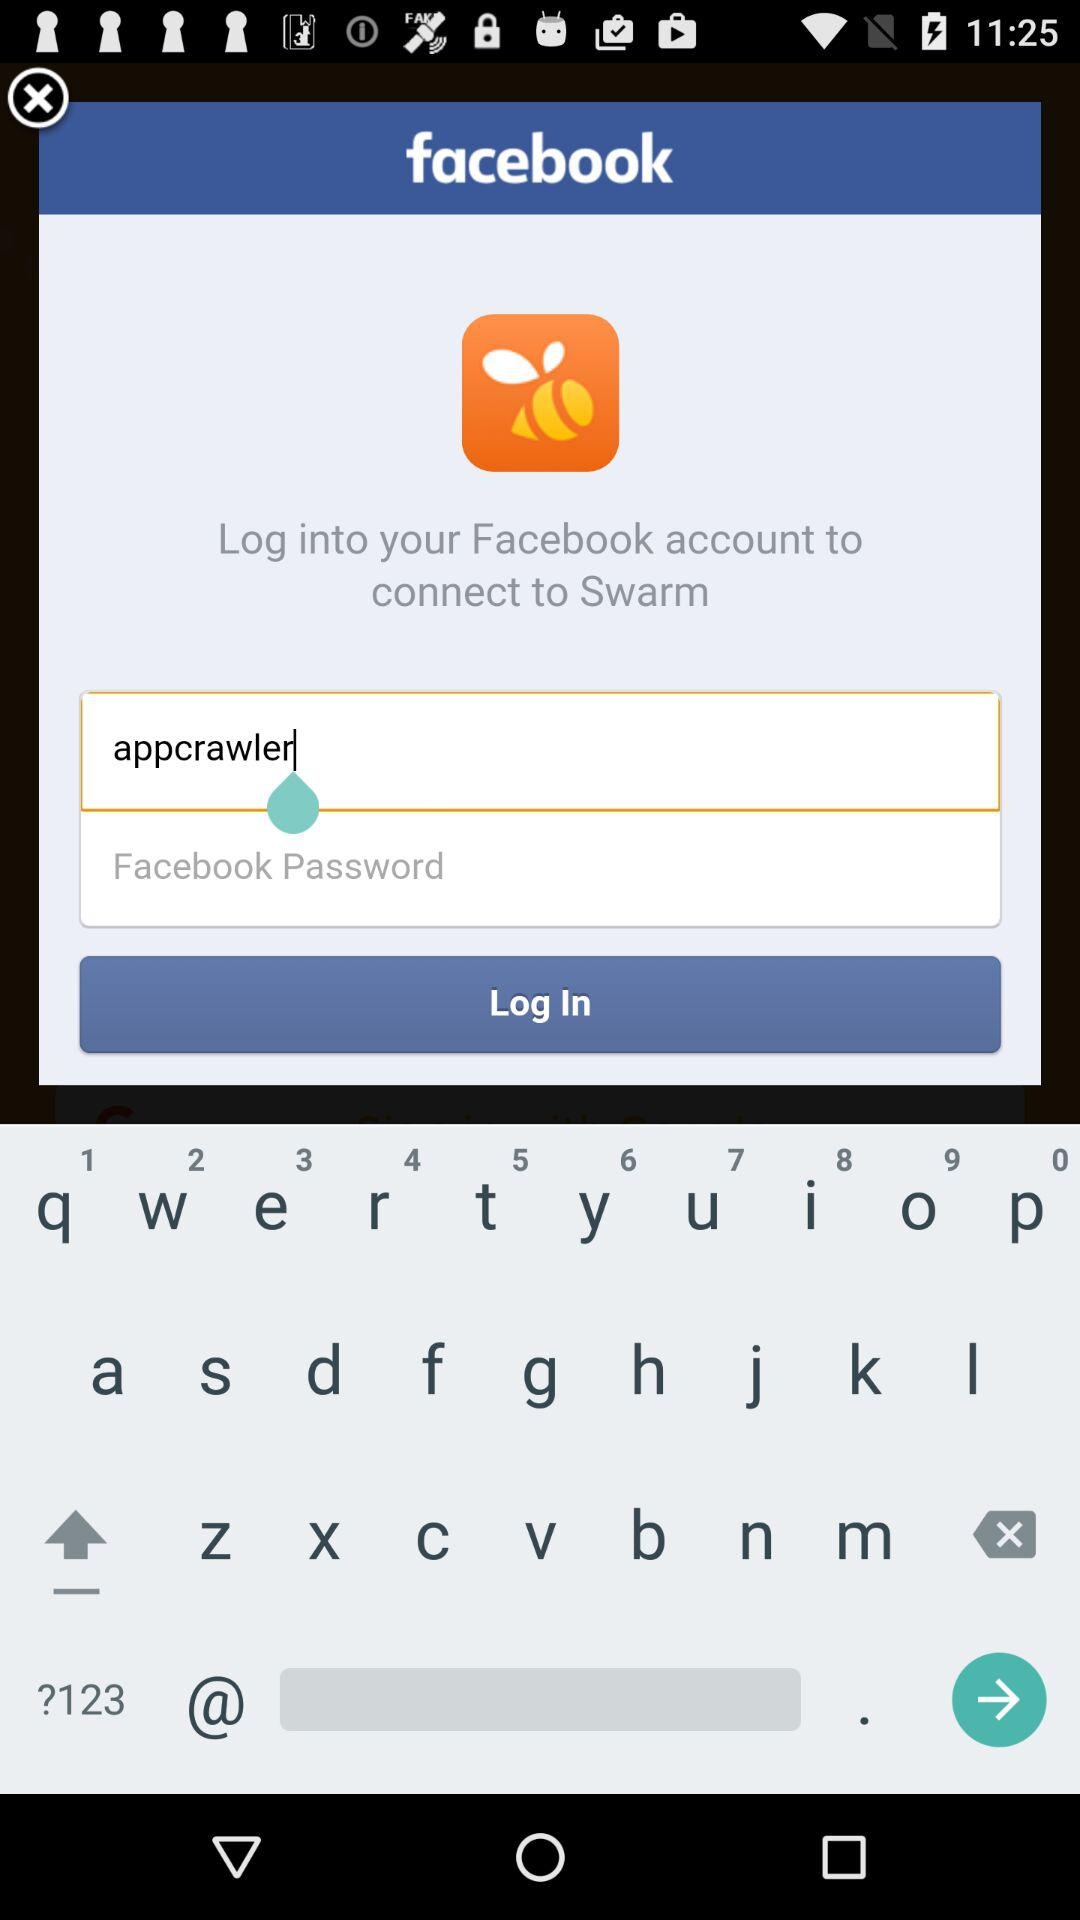 FAKE
11:25
facebook
Log into your Facebook account to
connect to Swarm
appcrawler
Facebook Password
Log In
1 2 3 4 5 6 7 8 9 0
q w e r t y u i o p
a s d f g h j k l
z x c v b n m
?123 @ .